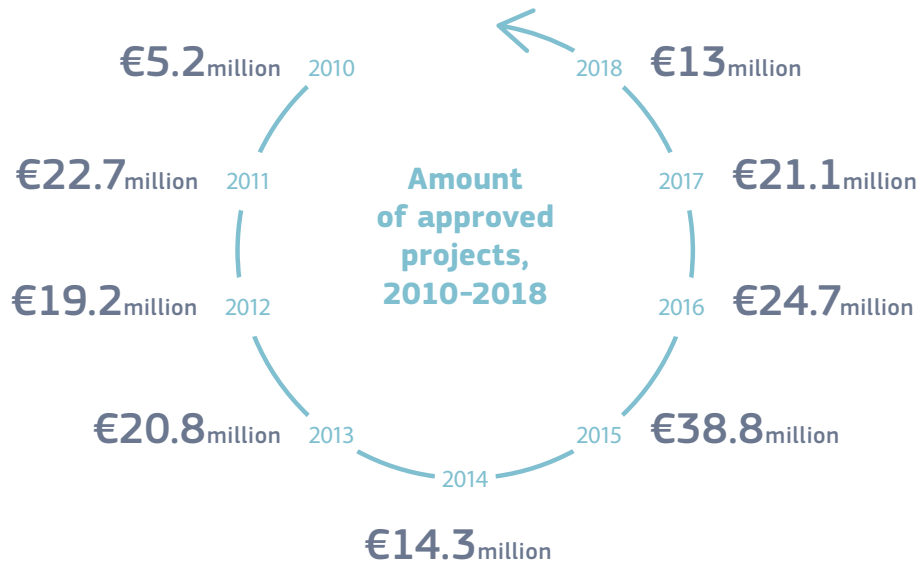 €5.2million 2010
2018 €13million
€22.7million 2011
Amount
of approved
projects,
2010-2018
2017 €21.1million
€19.2million 2012
2016 €24.7million
€20.8million 2013
2015 €38.8million
2014
€14.3million